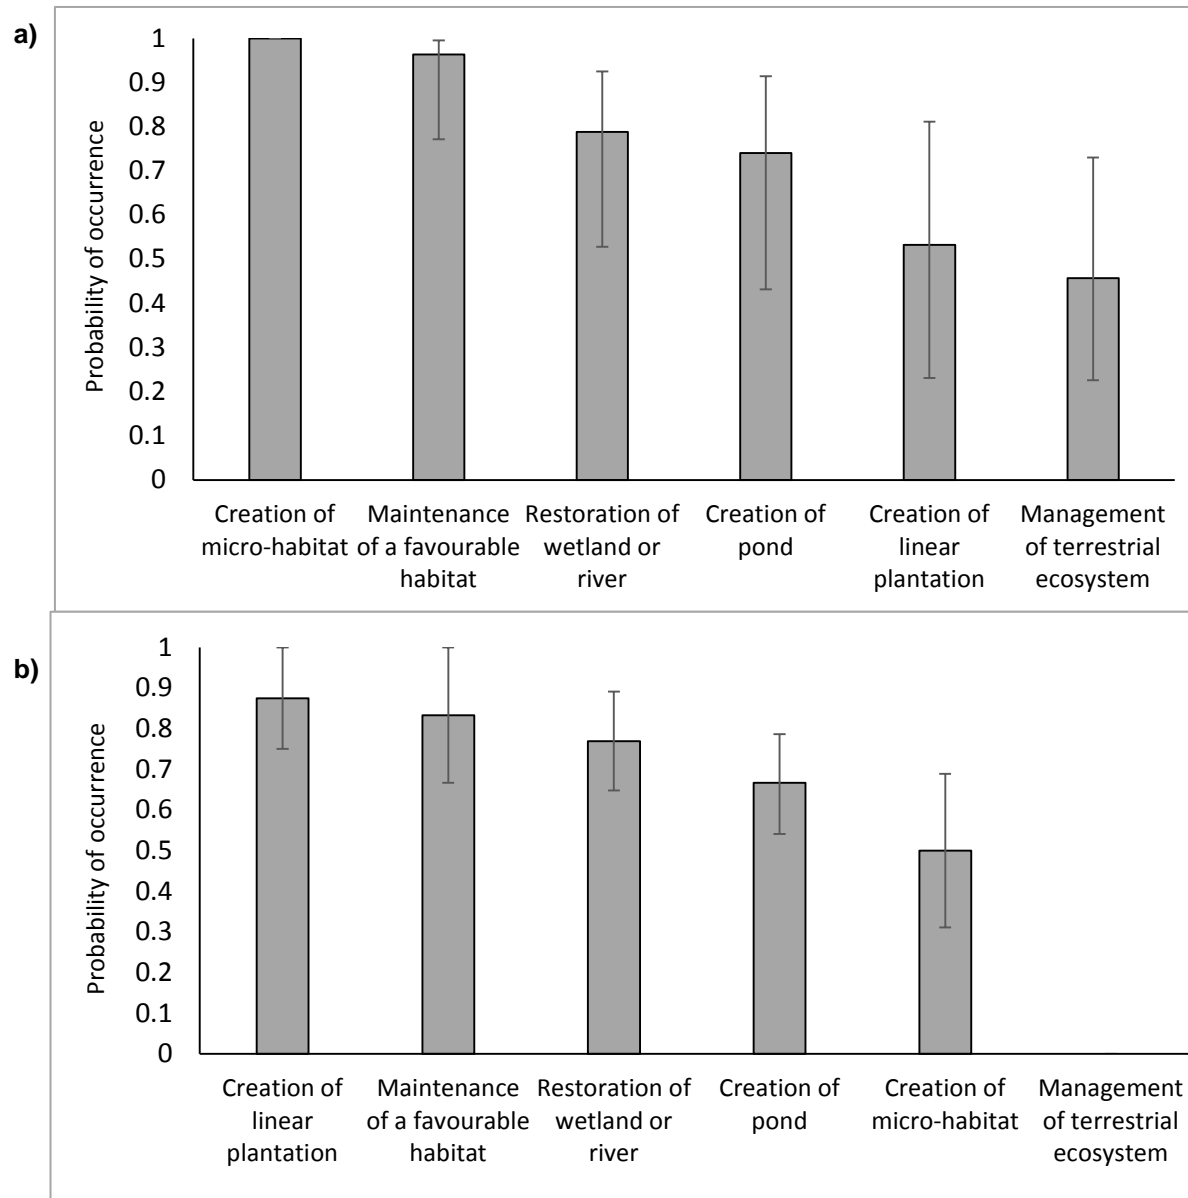 a)
Probability of occurrence
1
0.9
0.8
0.7
0.6
0.5
0.4
0.3
0.2
0.1
0
Creation of
micro-habitat
Maintenance
of a favourable
habitat
Restoration of
wetland or
river
Creation of
pond
Creation of
linear
plantation
Management
of terrestrial
ecosystem
b)
Probability of occurrence
1
0.9
0.8
0.7
0.6
0.5
0.4
0.3
0.2
0.1
0
Creation of
linear
plantation
Maintenance
of a favourable
habitat
Restoration of
wetland or
river
Creation of
pond
Creation of
micro-habitat
Management
of terrestrial
ecosystem